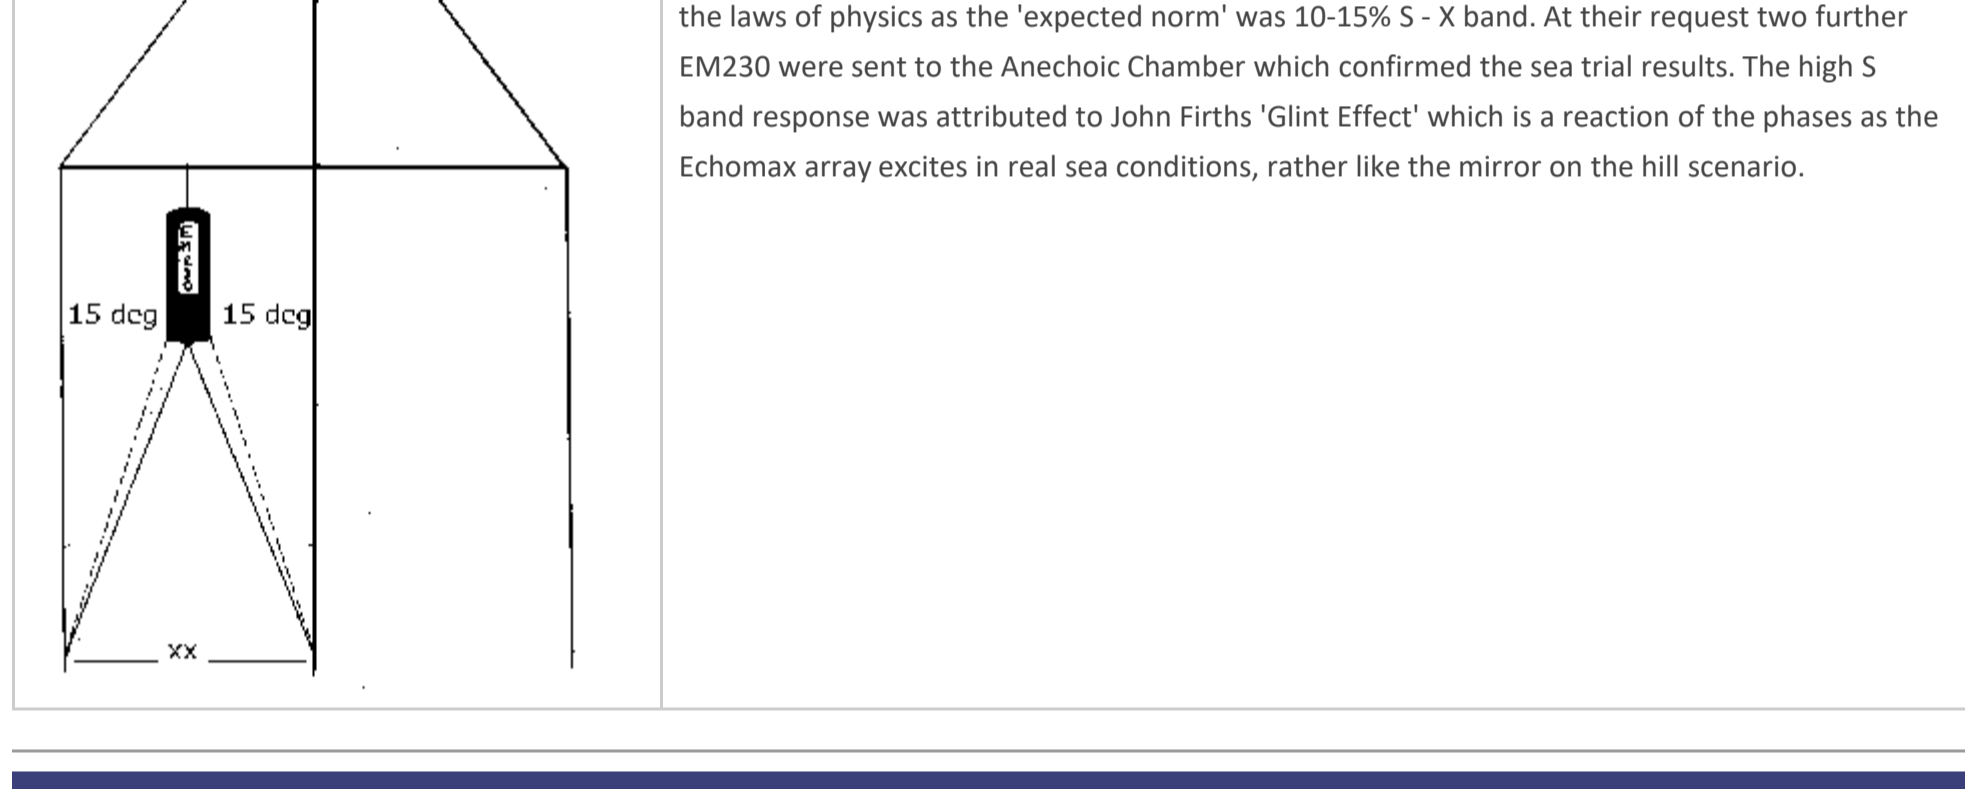 the laws of physics as the 'expected norm' was 10-15% S - X band. At their request two further
EM230 were sent to the Anechoic Chamber which confirmed the sea trial results. The high S
band response was attributed to John Firths 'Glint Effect' which is a reaction of the phases as the
Echomax array excites in real sea conditions, rather like the mirror on the hill scenario.
15 deg 15 deg
xx